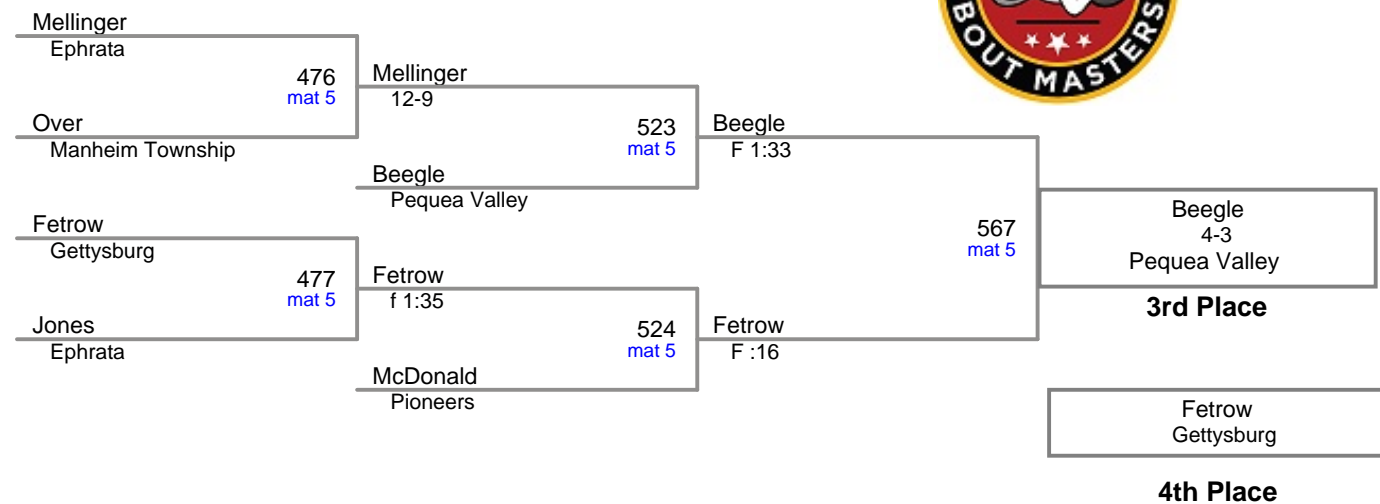 BOUT MASTERS
Mellinger
Ephrata
476
mat 5
Over
Manheim Township
Mellinger
12-9
523
mat 5
Beegle
Pequea Valley
Beegle
F 1:33
Fetrow
Gettysburg
477
mat 5
Jones
Ephrata
Fetrow
f 1:35
524
mat 5
McDonald
Pioneers
Fetrow
F :16
567
mat 5
Beegle
4-3
Pequea Valley
3rd Place
Fetrow
Gettysburg
4th Place